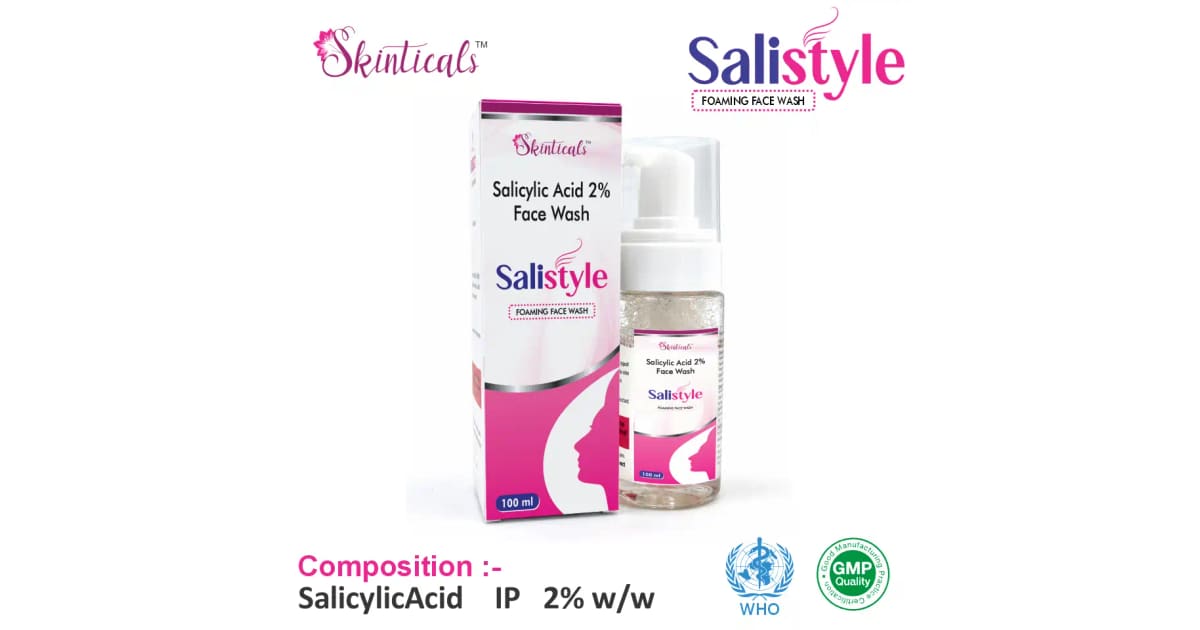 Skinticals™
Salistyle
FOAMING FACE WASH
Skinticals™
Salicylic Acid 2%
Face Wash
Salistyle
FOAMING FACE WASH
100 ml
Skinticals
Salicylic Acid 2%
Face Wash
Salistyle
FOAMING FACE WASH
100 ml
Composition :-
SalicylicAcid IP 2% w/w
WHO
Good Manufacturing Practice Certification
GMP
Quality